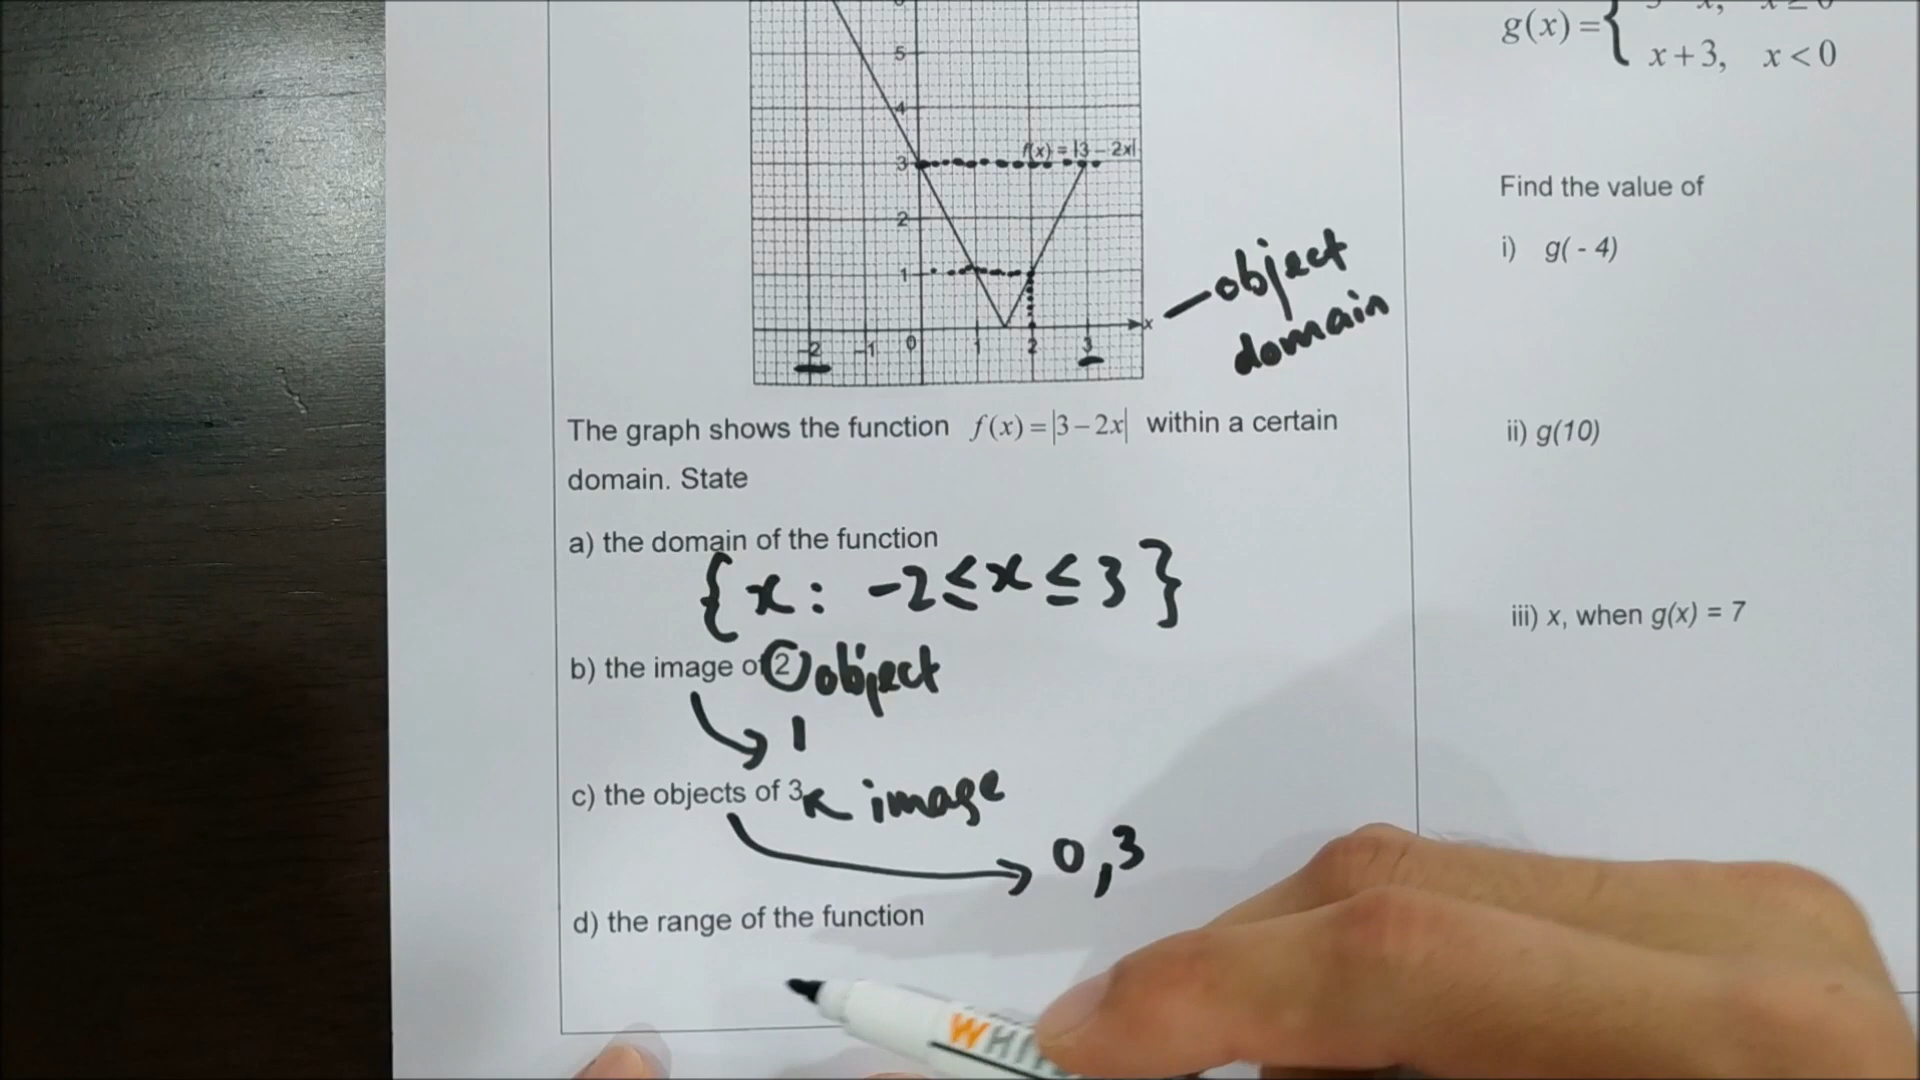 5
4
f(x) = |3 – 2x|
3
2
1
-2 -1 0 1 2 3 x
object
domain
The graph shows the function f(x) = |3 – 2x| within a certain
domain. State
a) the domain of the function
{x: -2 ≤ x ≤ 3}
b) the image of 2 object
1
c) the objects of 3 image
0, 3
d) the range of the function
g(x) = {
x + 3, x < 0
Find the value of
i) g( - 4)
ii) g(10)
iii) x, when g(x) = 7